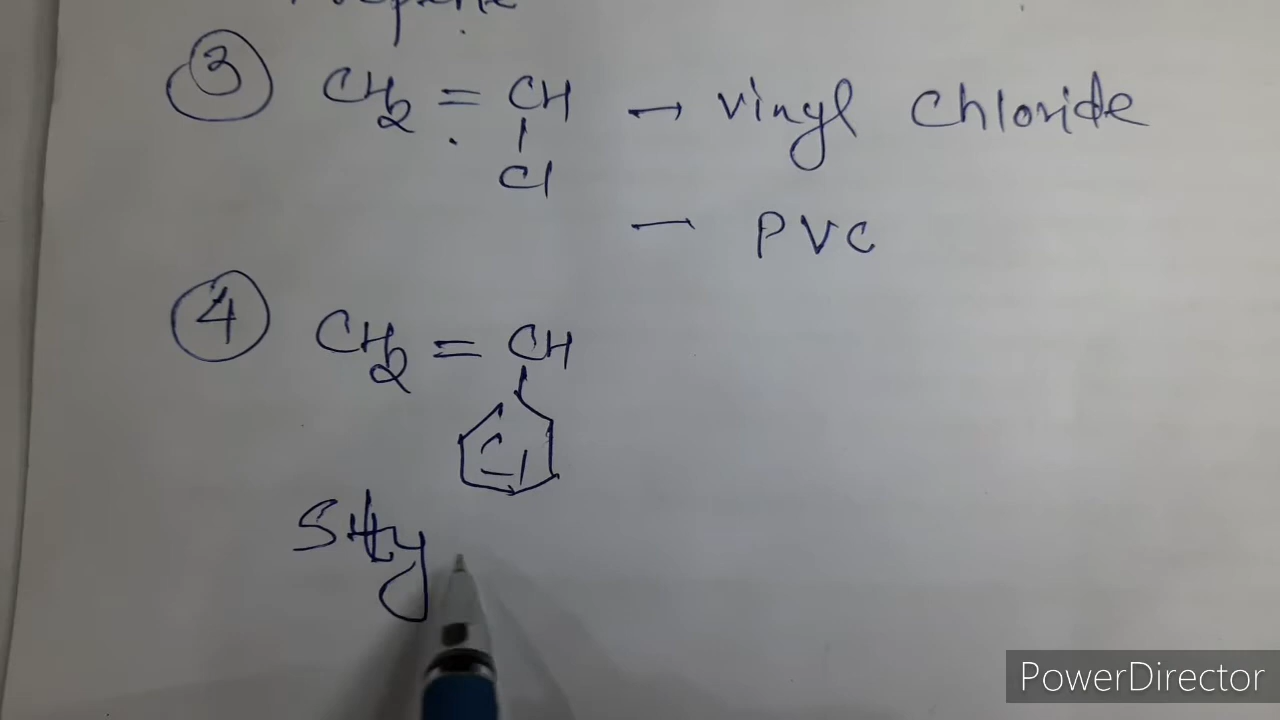 ③ CH₂ = CH → vinyl chloride
Cl
— PVC
④ CH₂ = CH
Sty
PowerDirector